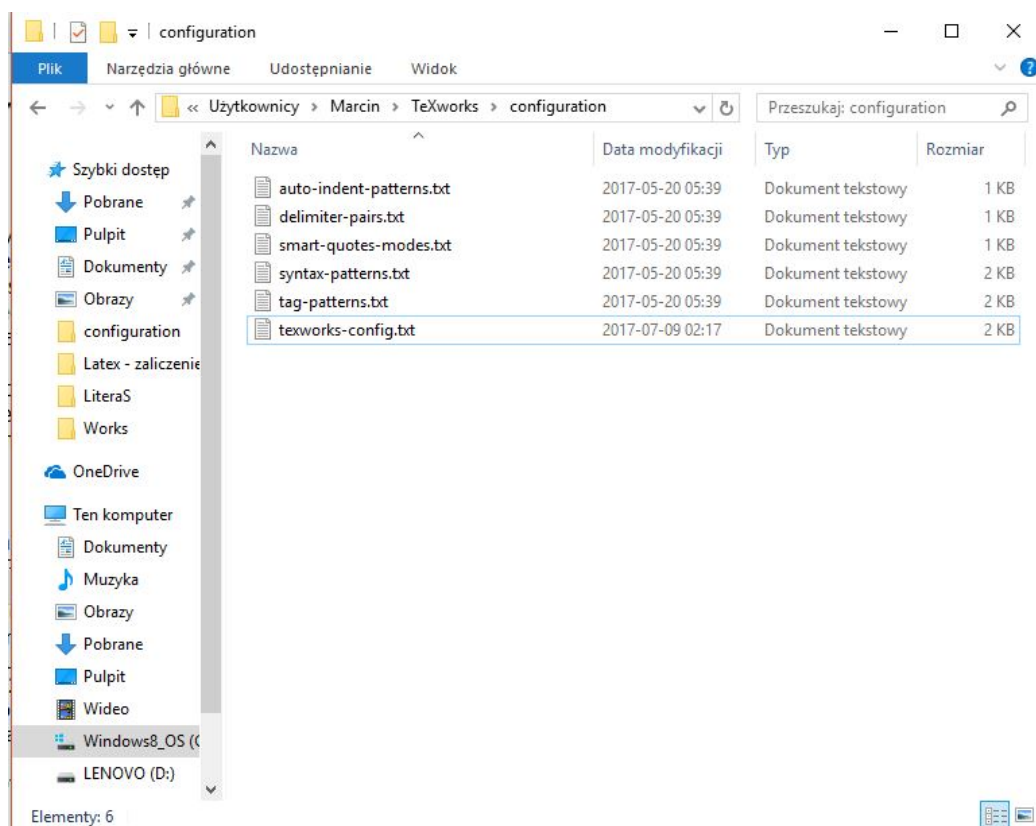 configuration
Plik Narzędzia główne Udostępnianie Widok
« Użytkownicy › Marcin › TeXworks › configuration Przeszukaj: configuration
Szybki dostęp
Pobrane
Pulpit
Dokumenty
Obrazy
configuration
Latex - zaliczenie
LiteraS
Works
OneDrive
Ten komputer
Dokumenty
Muzyka
Obrazy
Pobrane
Pulpit
Wideo
Windows8_OS (C
LENOVO (D:)
Nazwa Data modyfikacji Typ Rozmiar
auto-indent-patterns.txt 2017-05-20 05:39 Dokument tekstowy 1 KB
delimiter-pairs.txt 2017-05-20 05:39 Dokument tekstowy 1 KB
smart-quotes-modes.txt 2017-05-20 05:39 Dokument tekstowy 1 KB
syntax-patterns.txt 2017-05-20 05:39 Dokument tekstowy 2 KB
tag-patterns.txt 2017-05-20 05:39 Dokument tekstowy 2 KB
texworks-config.txt 2017-07-09 02:17 Dokument tekstowy 2 KB
Elementy: 6